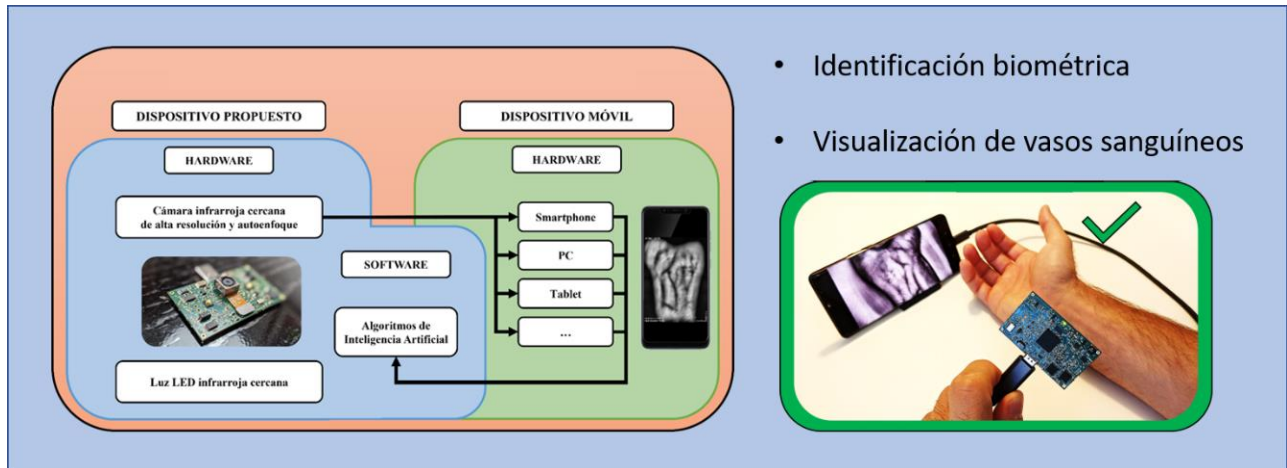 DISPOSITIVO PROPUESTO
HARDWARE
Cámara infrarroja cercana
de alta resolución y autoenfoque
SOFTWARE
Algoritmos de
Inteligencia Artificial
Luz LED infrarroja cercana
DISPOSITIVO MÓVIL
HARDWARE
Smartphone
PC
Tablet
...
• Identificación biométrica
• Visualización de vasos sanguíneos